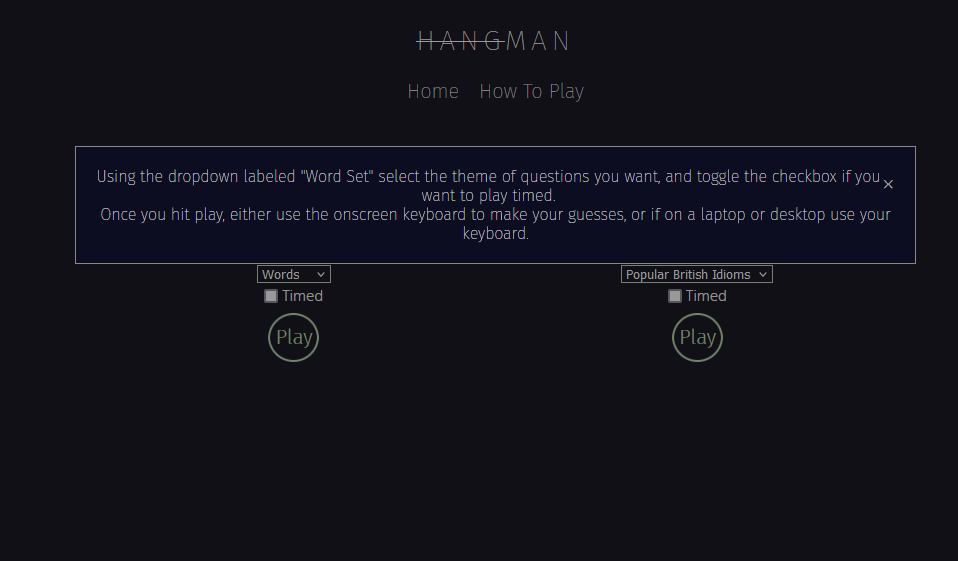 HANGMAN
Home How To Play
Using the dropdown labeled "Word Set" select the theme of questions you want, and toggle the checkbox if you
want to play timed.
Once you hit play, either use the onscreen keyboard to make your guesses, or if on a laptop or desktop use your
keyboard.
Words Popular British Idioms
Timed Timed
Play Play